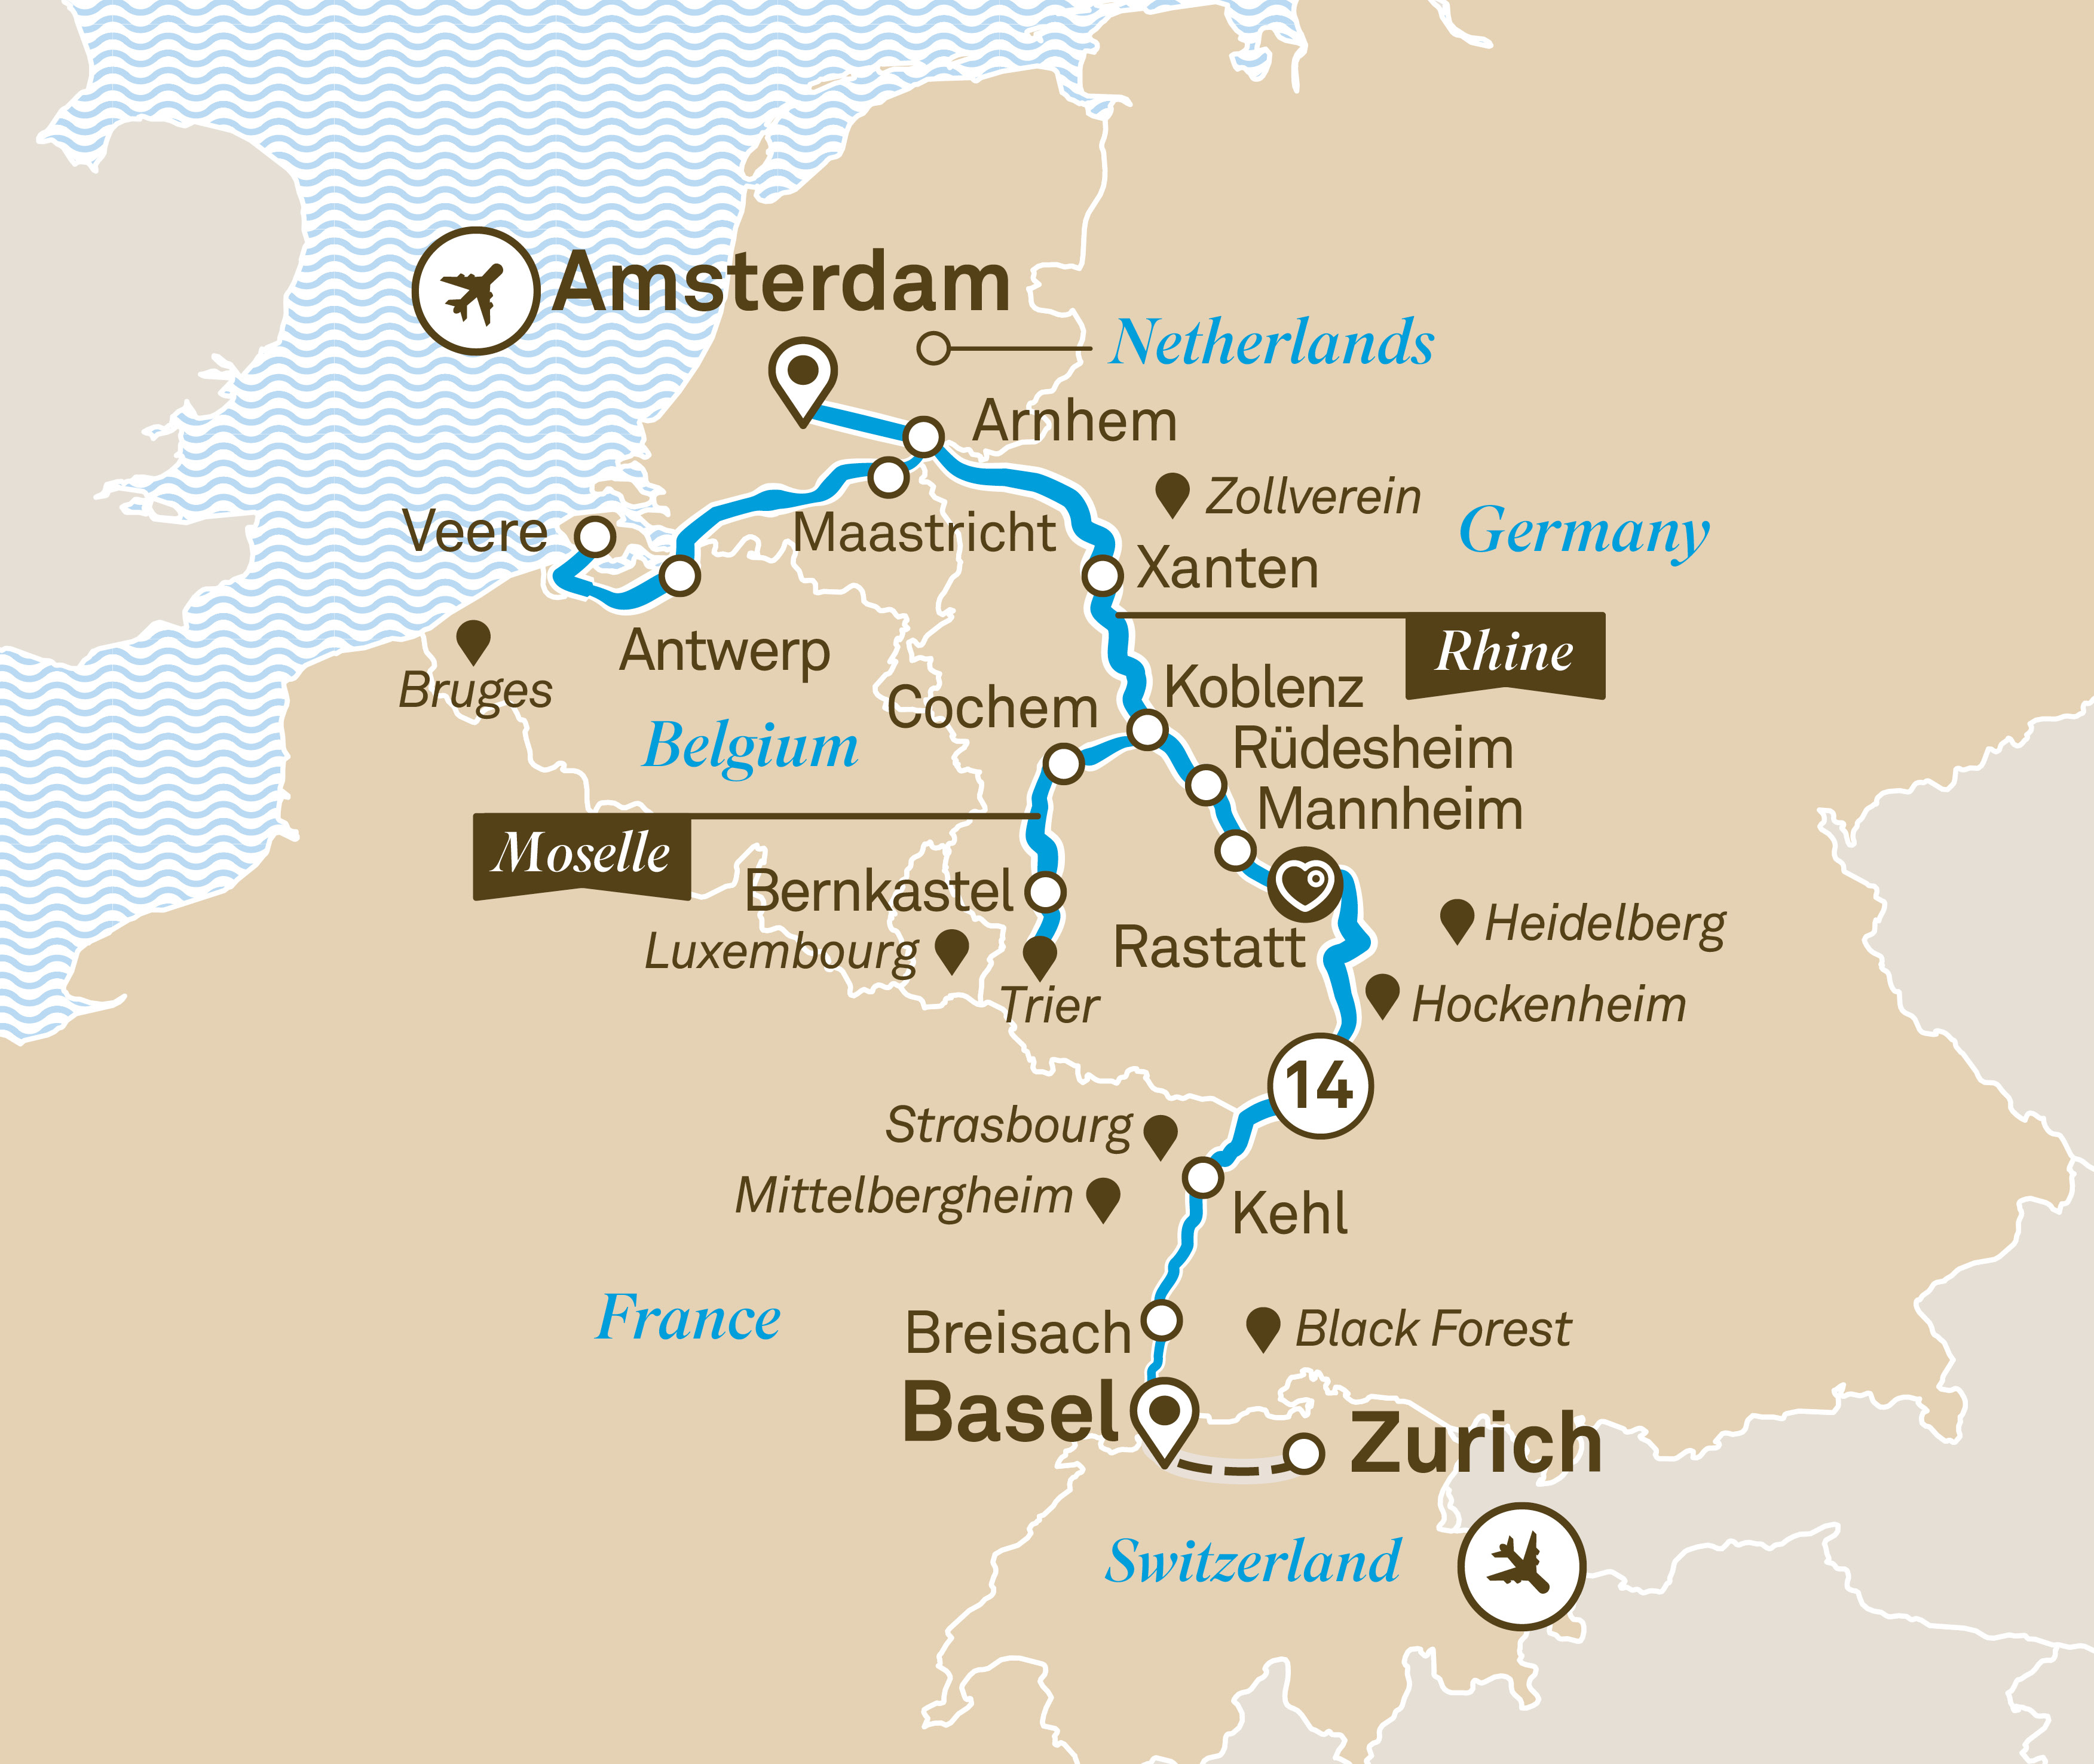 Amsterdam
Netherlands
Arnhem
Zollverein
Veere
Maastricht
Germany
Xanten
Antwerp
Rhine
Bruges
Koblenz
Cochem
Belgium
Rüdesheim
Mannheim
Moselle
Bernkastel
Heidelberg
Luxembourg
Rastatt
Trier
Hockenheim
14
Strasbourg
Mittelbergheim
Kehl
France
Breisach
Black Forest
Basel
Zurich
Switzerland